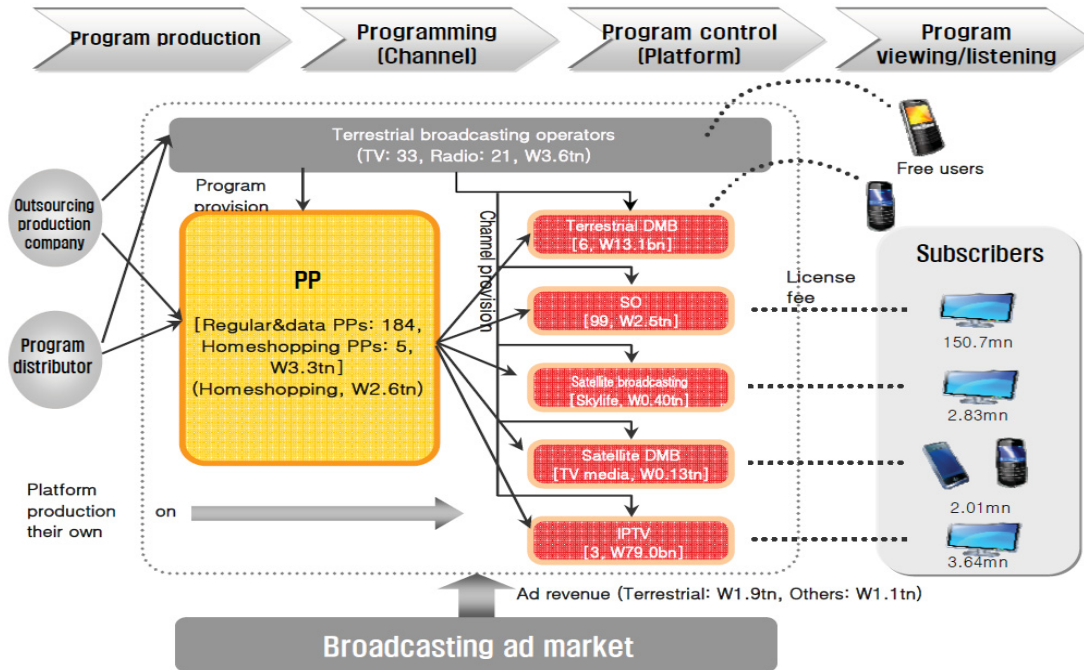 Program production
Programming
(Channel)
Program control
(Platform)
Program
viewing/listening
Terrestrial broadcasting operators
(TV: 33, Radio: 21, W3.6tn)
Free users
Outsourcing
production
company
Program
distributor
Program
provision
Channel provision
PP
[Regular&data PPs: 184,
Homeshopping PPs: 5,
W3.3tn]
(Homeshopping, W2.6tn)
Terrestrial DMB
[6, W13.1bn]
SO
[99, W2.5tn]
Satellite broadcasting
[Skylife, W0.40tn]
Satellite DMB
[TV media, W0.13tn]
IPTV
[3, W79.0bn]
License
fee
Subscribers
150.7mn
2.83mn
2.01mn
3.64mn
Platform
production on
their own
Ad revenue (Terrestrial: W1.9tn, Others: W1.1tn)
Broadcasting ad market